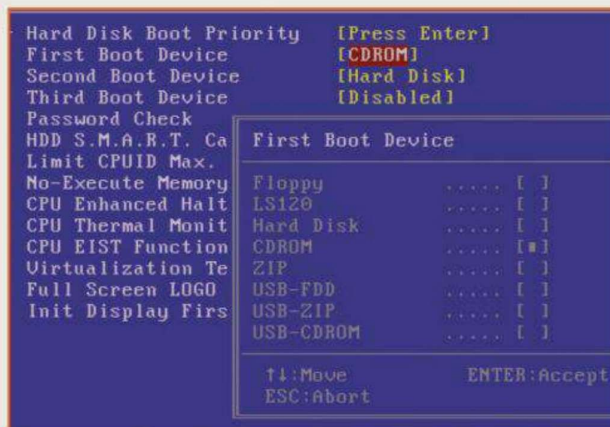 Hard Disk Boot Priority [Press Enter]
First Boot Device [CDROM]
Second Boot Device [Hard Disk]
Third Boot Device [Disabled]
Password Check
HDD S.M.A.R.T. Ca
Limit CPUID Max.
No-Execute Memory
CPU Enhanced Halt
CPU Thermal Monit
CPU EIST Function
Virtualization Te
Full Screen LOGO
Init Display Firs
First Boot Device
Floppy ..... [ ]
LS120 ..... [ ]
Hard Disk ..... [ ]
CDROM ..... [■]
ZIP ..... [ ]
USB-FDD ..... [ ]
USB-ZIP ..... [ ]
USB-CDROM ..... [ ]
↑↓:Move ENTER:Accept
ESC:Abort